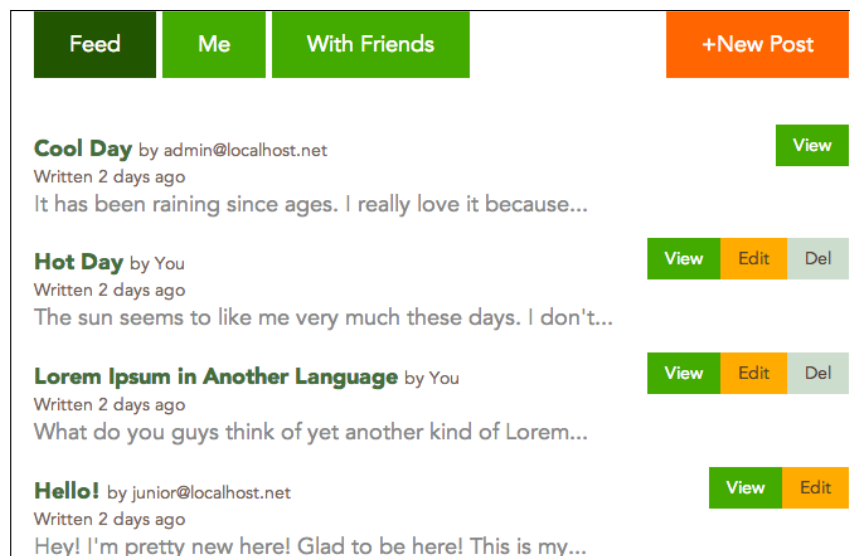 Feed Me With Friends +New Post
Cool Day by admin@localhost.net View
Written 2 days ago
It has been raining since ages. I really love it because...
Hot Day by You View Edit Del
Written 2 days ago
The sun seems to like me very much these days. I don't...
Lorem Ipsum in Another Language by You View Edit Del
Written 2 days ago
What do you guys think of yet another kind of Lorem...
Hello! by junior@localhost.net View Edit
Written 2 days ago
Hey! I'm pretty new here! Glad to be here! This is my...